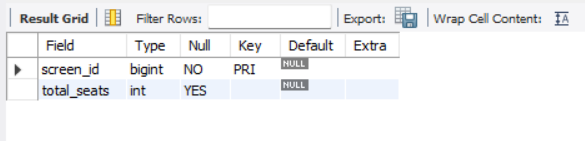 Result Grid Filter Rows: Export: Wrap Cell Content: IA
Field Type Null Key Default Extra
screen_id bigint NO PRI NULL
total_seats int YES NULL